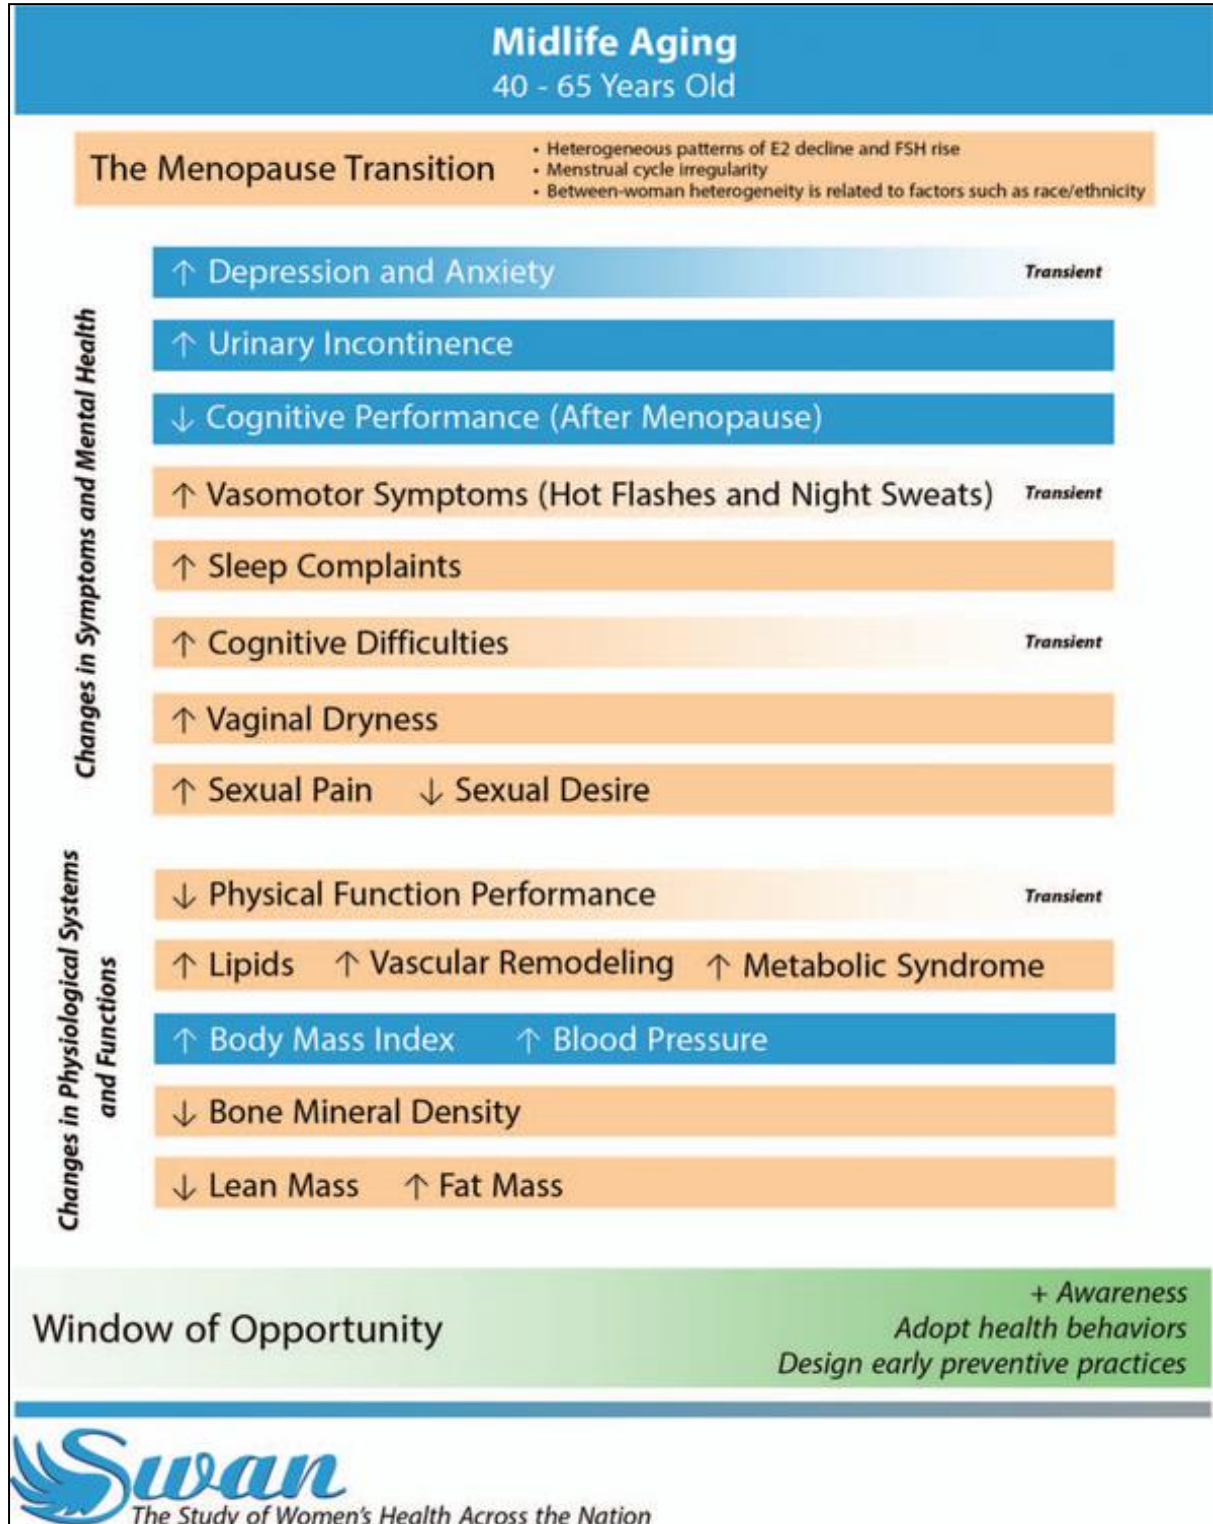 Midlife Aging
40 - 65 Years Old
The Menopause Transition
• Heterogeneous patterns of E2 decline and FSH rise
• Menstrual cycle irregularity
• Between-woman heterogeneity is related to factors such as race/ethnicity
Changes in Symptoms and Mental Health
↑ Depression and Anxiety Transient
↑ Urinary Incontinence
↓ Cognitive Performance (After Menopause)
↑ Vasomotor Symptoms (Hot Flashes and Night Sweats) Transient
↑ Sleep Complaints
↑ Cognitive Difficulties Transient
↑ Vaginal Dryness
↑ Sexual Pain ↓ Sexual Desire
Changes in Physiological Systems
and Functions
↓ Physical Function Performance Transient
↑ Lipids ↑ Vascular Remodeling ↑ Metabolic Syndrome
↑ Body Mass Index ↑ Blood Pressure
↓ Bone Mineral Density
↓ Lean Mass ↑ Fat Mass
Window of Opportunity
+ Awareness
Adopt health behaviors
Design early preventive practices
Swan
The Study of Women's Health Across the Nation